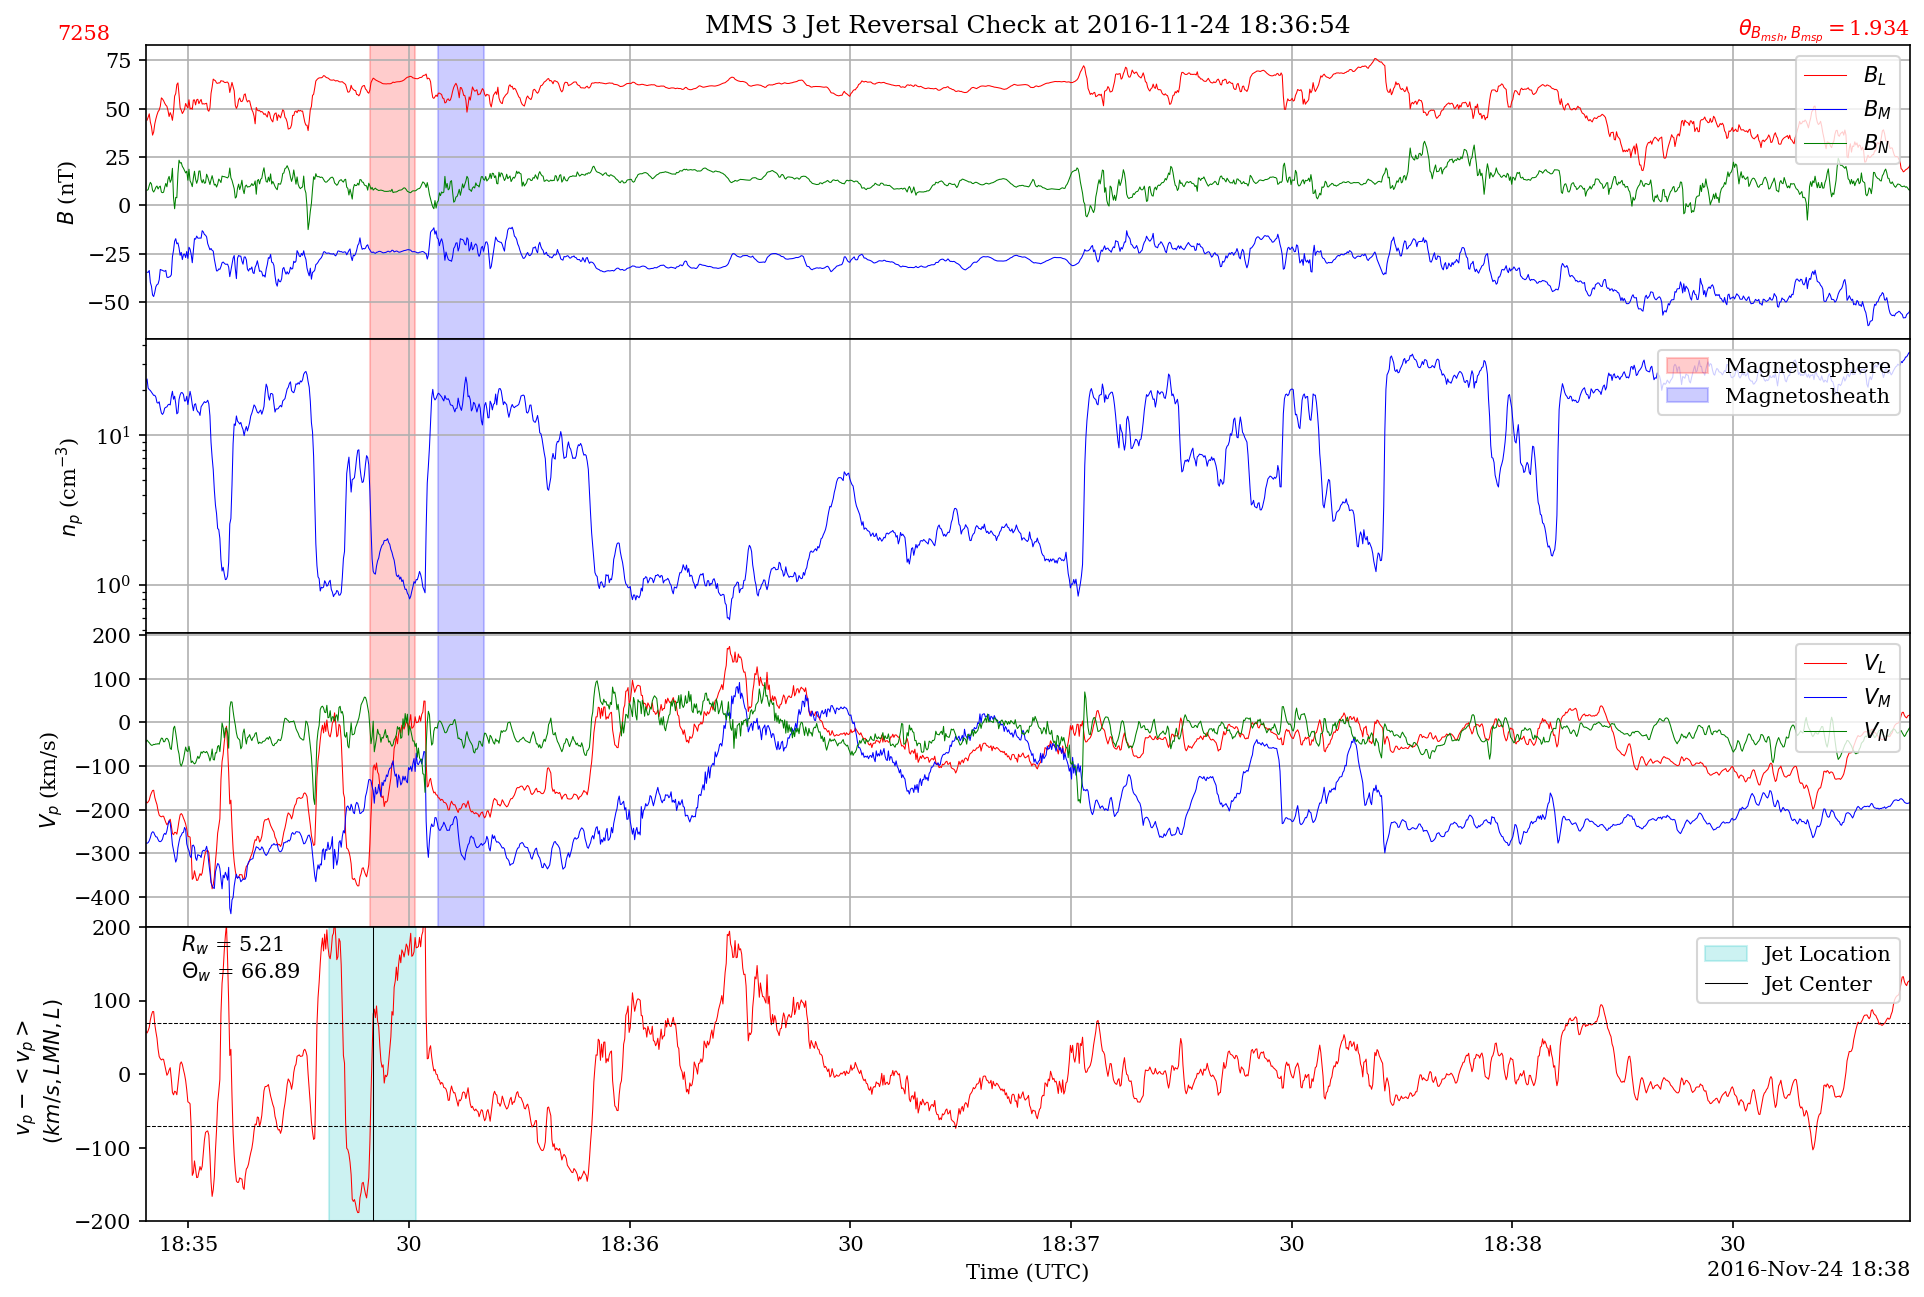 MMS 3 Jet Reversal Check at 2016-11-24 18:36:54
7258
θ_{B_{msh}, B_{msp}} = 1.934
75
50
25
0
−25
−50
B (nT)
B_L
B_M
B_N
10^1
10^0
n_p (cm^{−3})
Magnetosphere
Magnetosheath
200
100
0
−100
−200
−300
−400
V_p (km/s)
V_L
V_M
V_N
200
100
0
−100
−200
v_p − < v_p >
(km/s, LMN, L)
R_w = 5.21
Θ_w = 66.89
Jet Location
Jet Center
18:35
30
18:36
30
18:37
30
18:38
30
Time (UTC)
2016-Nov-24 18:38